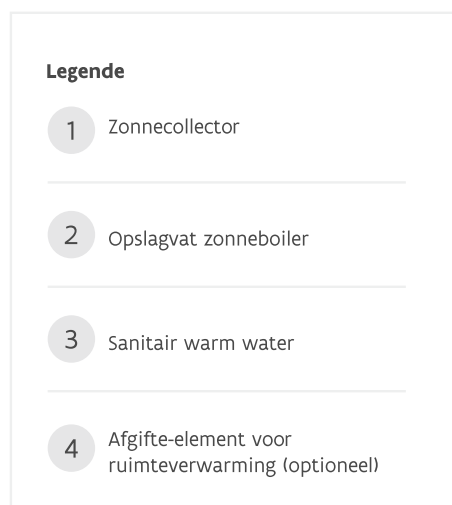 Legende
1 Zonnecollector
2 Opslagvat zonneboiler
3 Sanitair warm water
4 Afgifte-element voor
ruimteverwarming (optioneel)